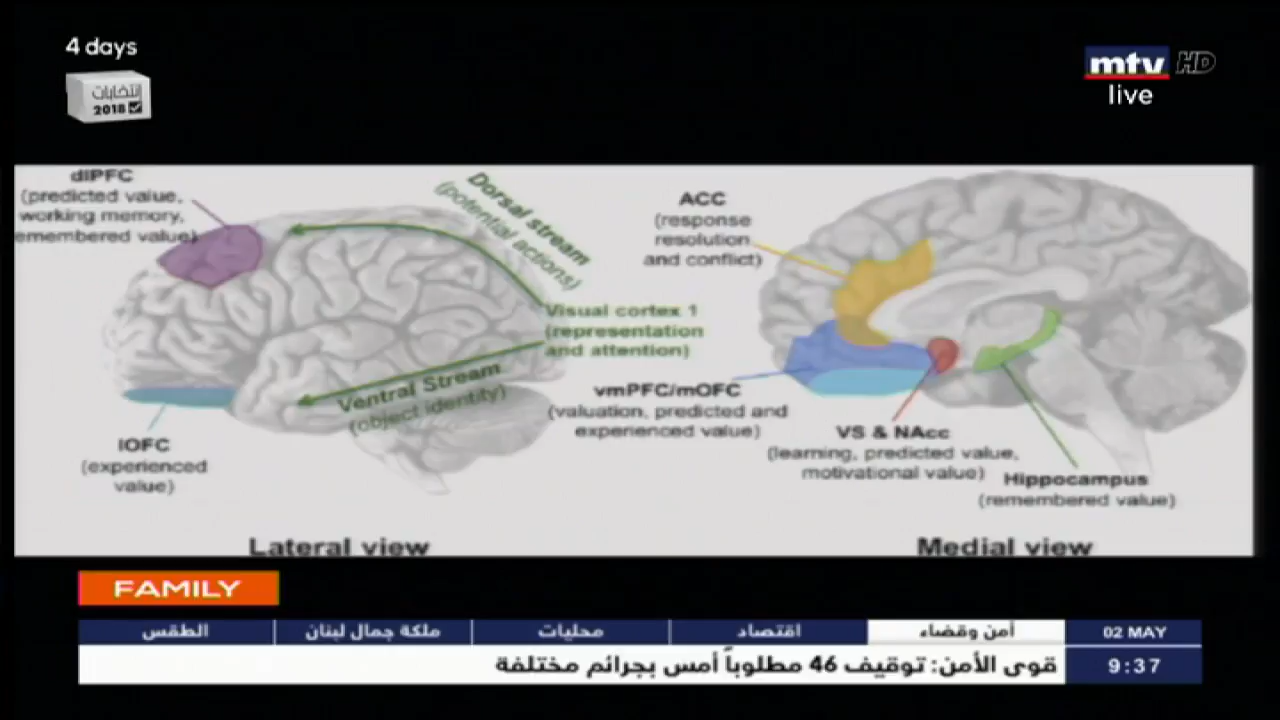 4 days
إنتخابات
2018
mtv HD
live
dlPFC
(predicted value,
working memory,
emembered value)
Dorsal stream
(potential actions)
Visual cortex 1
(representation
and attention)
Ventral Stream
(object identity)
lOFC
(experienced
value)
Lateral view
ACC
(response
resolution
and conflict)
vmPFC/mOFC
(valuation, predicted and
experienced value)
VS & NAcc
(learning, predicted value,
motivational value)
Hippocampus
(remembered value)
Medial view
FAMILY
02 MAY
أمن وقضاء
اقتصاد
محليات
ملكة جمال لبنان
الطقس
9:37
قوى الأمن: توقيف 46 مطلوباً أمس بجرائم مختلفة